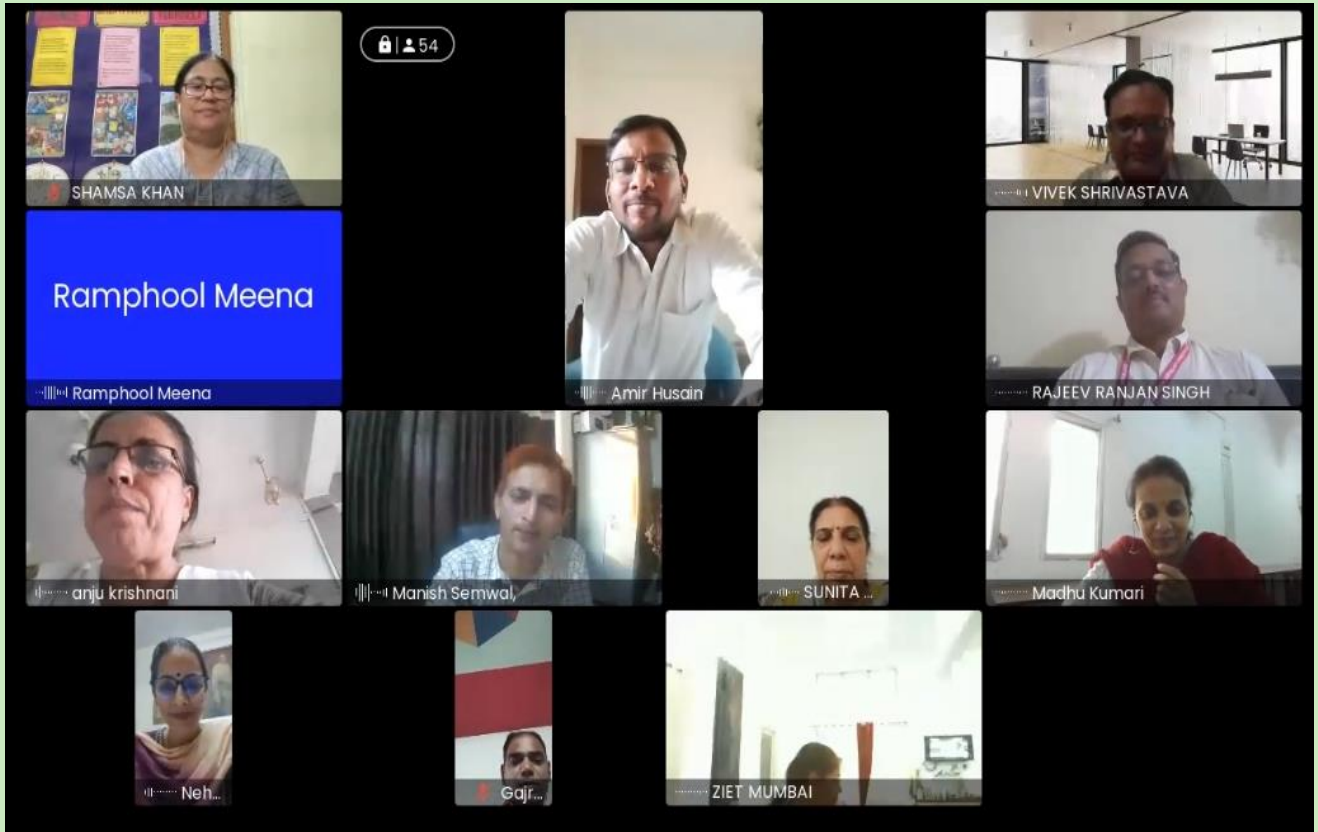 54
SHAMSA KHAN
VIVEK SHRIVASTAVA
Ramphool Meena
Ramphool Meena
Amir Husain
RAJEEV RANJAN SINGH
anju krishnani
Manish Semwal,
SUNITA ...
Madhu Kumari
Neh...
Gajr...
ZIET MUMBAI